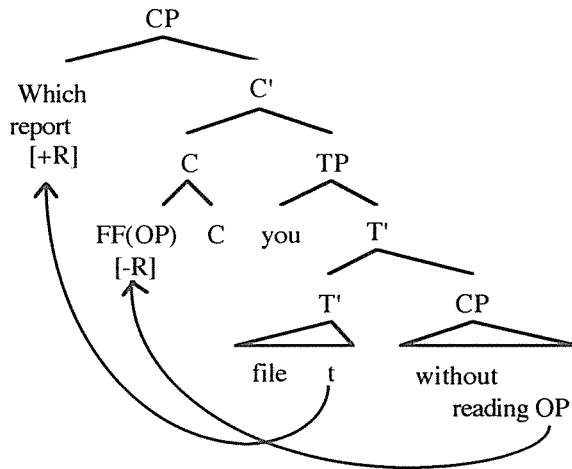 CP
Which
report
[+R]
C'
C
TP
FF(OP)
[-R]
C
you
T'
T'
CP
file
t
without
reading OP